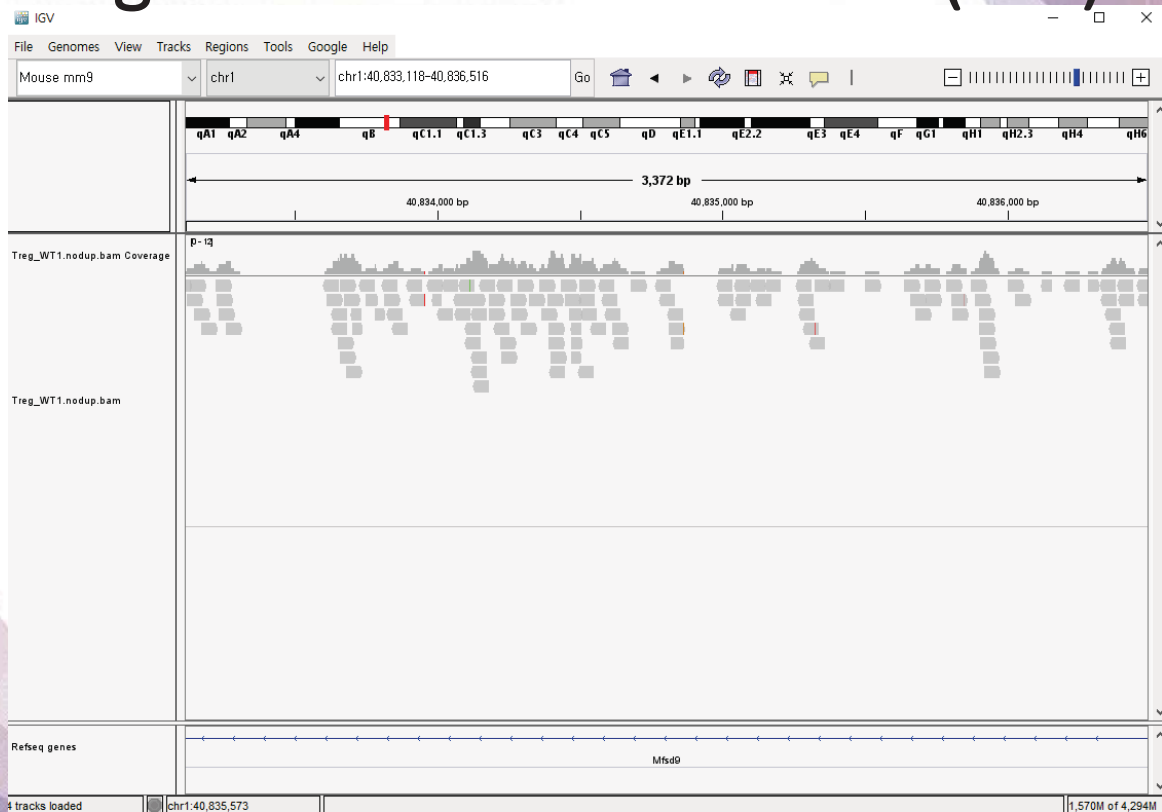 IGV
File Genomes View Tracks Regions Tools Google Help
Mouse mm9 chr1 chr1:40,833,118-40,836,516 Go
qA1 qA2 qA4 qB qC1.1 qC1.3 qC3 qC4 qC5 qD qE1.1 qE2.2 qE3 qE4 qF qG1 qH1 qH2.3 qH4 qH6
3,372 bp
40,834,000 bp 40,835,000 bp 40,836,000 bp
[0 - 12]
Treg_WT1.nodup.bam Coverage
Treg_WT1.nodup.bam
Refseq genes
Mfsd9
4 tracks loaded chr1:40,835,573 1,570M of 4,294M